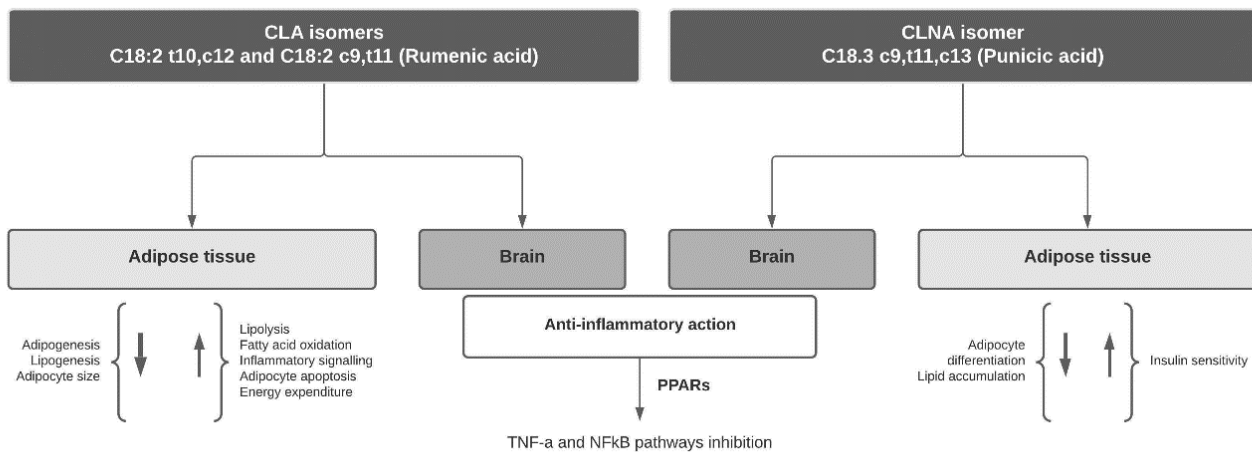 CLA isomers
C18:2 t10,c12 and C18:2 c9,t11 (Rumenic acid)
CLNA isomer
C18.3 c9,t11,c13 (Punicic acid)
Adipose tissue
Brain
Brain
Adipose tissue
Adipogenesis
Lipogenesis
Adipocyte size
Lipolysis
Fatty acid oxidation
Inflammatory signalling
Adipocyte apoptosis
Energy expenditure
Anti-inflammatory action
PPARs
TNF-a and NFkB pathways inhibition
Adipocyte
differentiation
Lipid accumulation
Insulin sensitivity